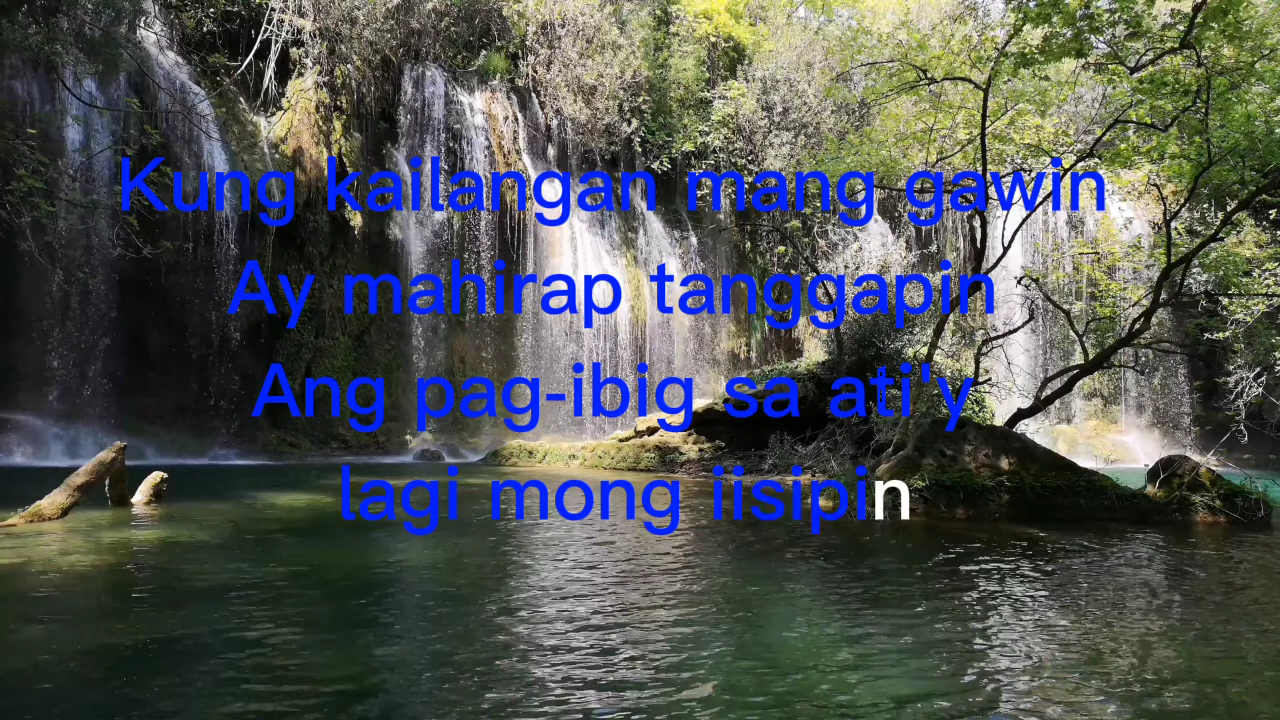 Kung kailangan mang gawin
Ay mahirap tanggapin
Ang pag-ibig sa ati'y
lagi mong iisipin